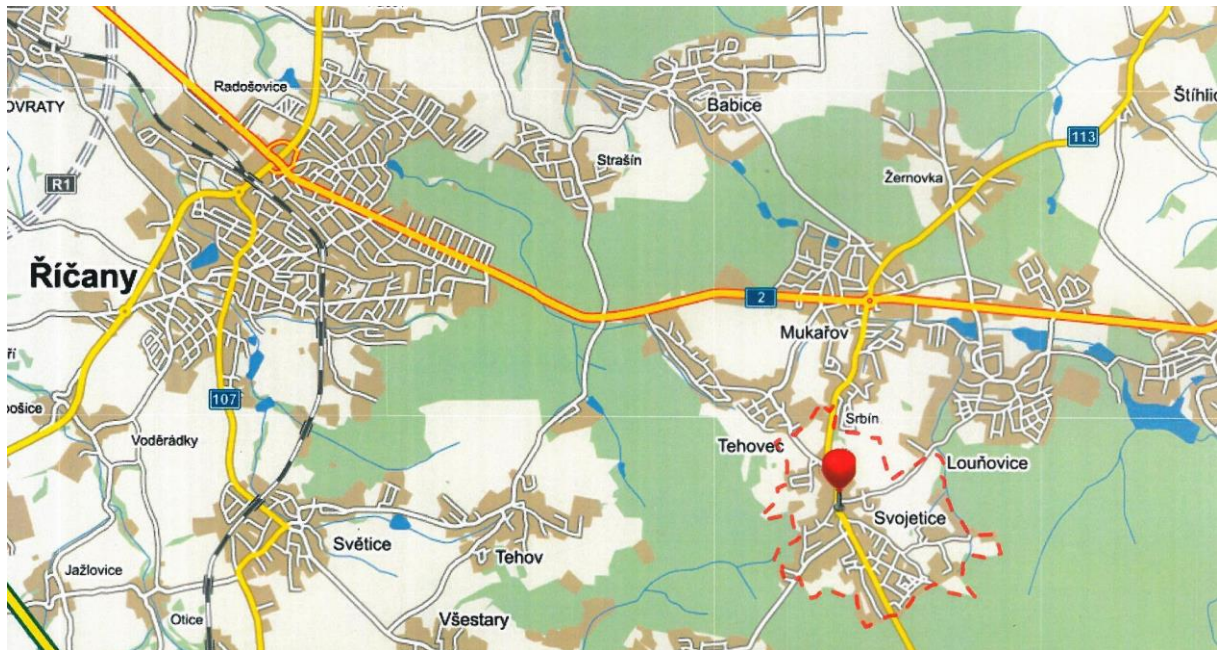 Radošovice
OVRATY
Babice
Štíhlic
113
Strašín
Žernovka
R1
Říčany
2
Mukařov
107
ošice
Srbín
Voděrádky
Tehovec
Louňovice
Svojetice
Světice
Tehov
Jažlovice
Otice
Všestary